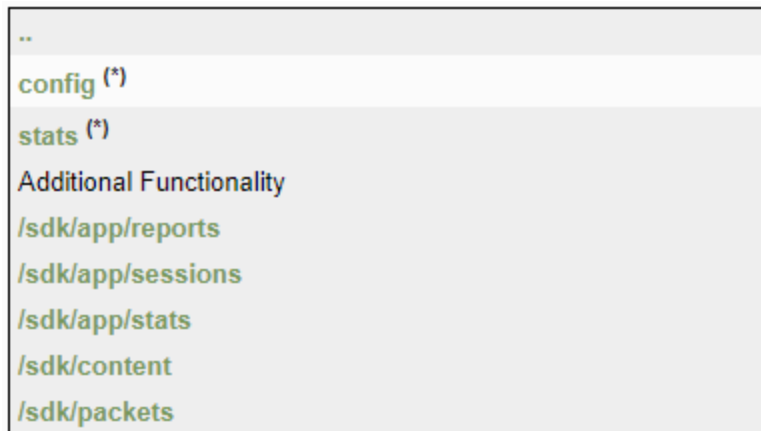 ..
config (*)
stats (*)
Additional Functionality
/sdk/app/reports
/sdk/app/sessions
/sdk/app/stats
/sdk/content
/sdk/packets